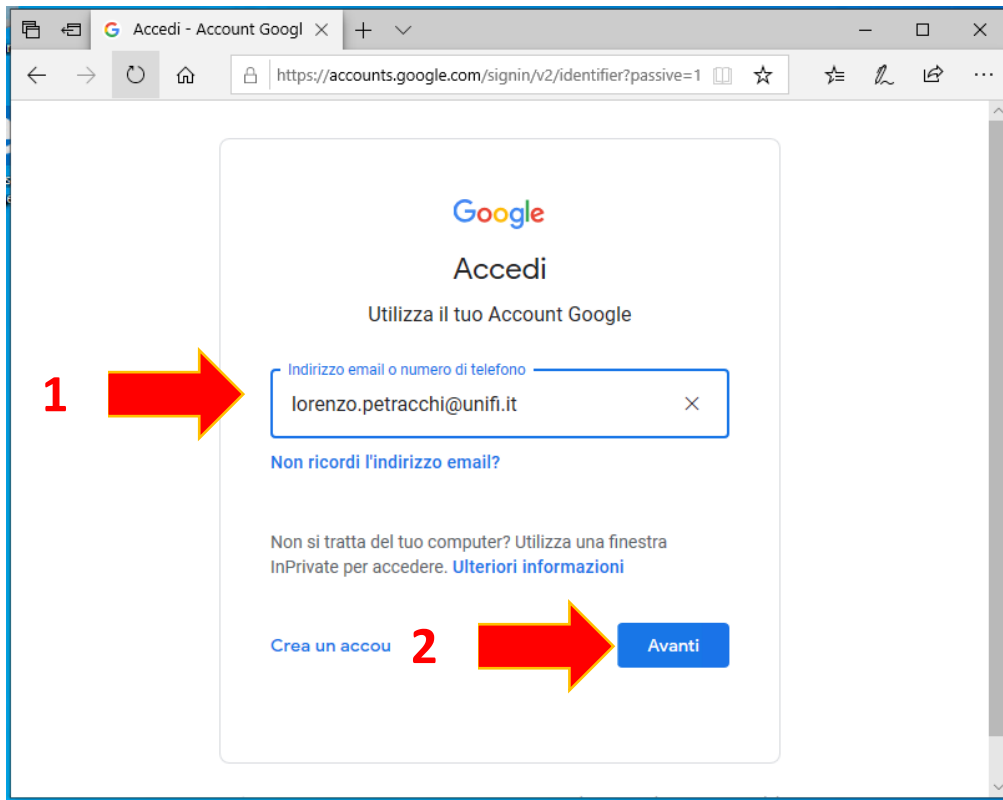 Accedi - Account Googl
https://accounts.google.com/signin/v2/identifier?passive=1
Google
Accedi
Utilizza il tuo Account Google
Indirizzo email o numero di telefono
1
lorenzo.petracchi@unifi.it
Non ricordi l'indirizzo email?
Non si tratta del tuo computer? Utilizza una finestra
InPrivate per accedere. Ulteriori informazioni
Crea un accou
2
Avanti